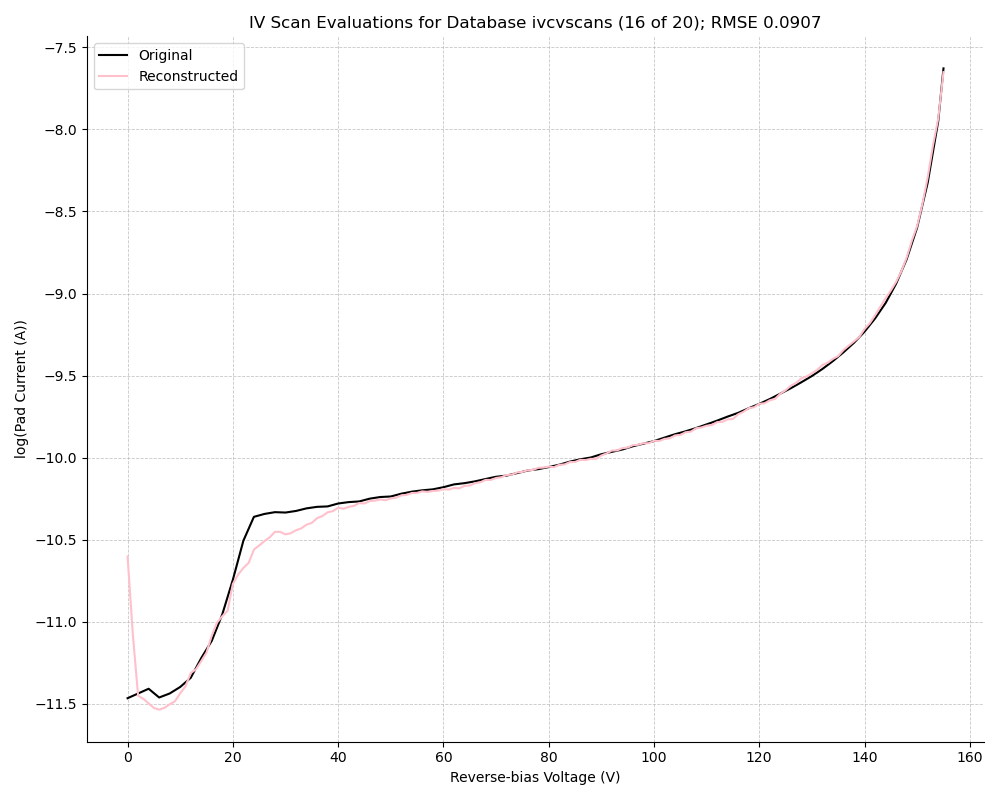 IV Scan Evaluations for Database ivcvscans (16 of 20); RMSE 0.0907
Original
Reconstructed
−7.5
−8.0
−8.5
−9.0
−9.5
−10.0
−10.5
−11.0
−11.5
log(Pad Current (A))
0 20 40 60 80 100 120 140 160
Reverse-bias Voltage (V)